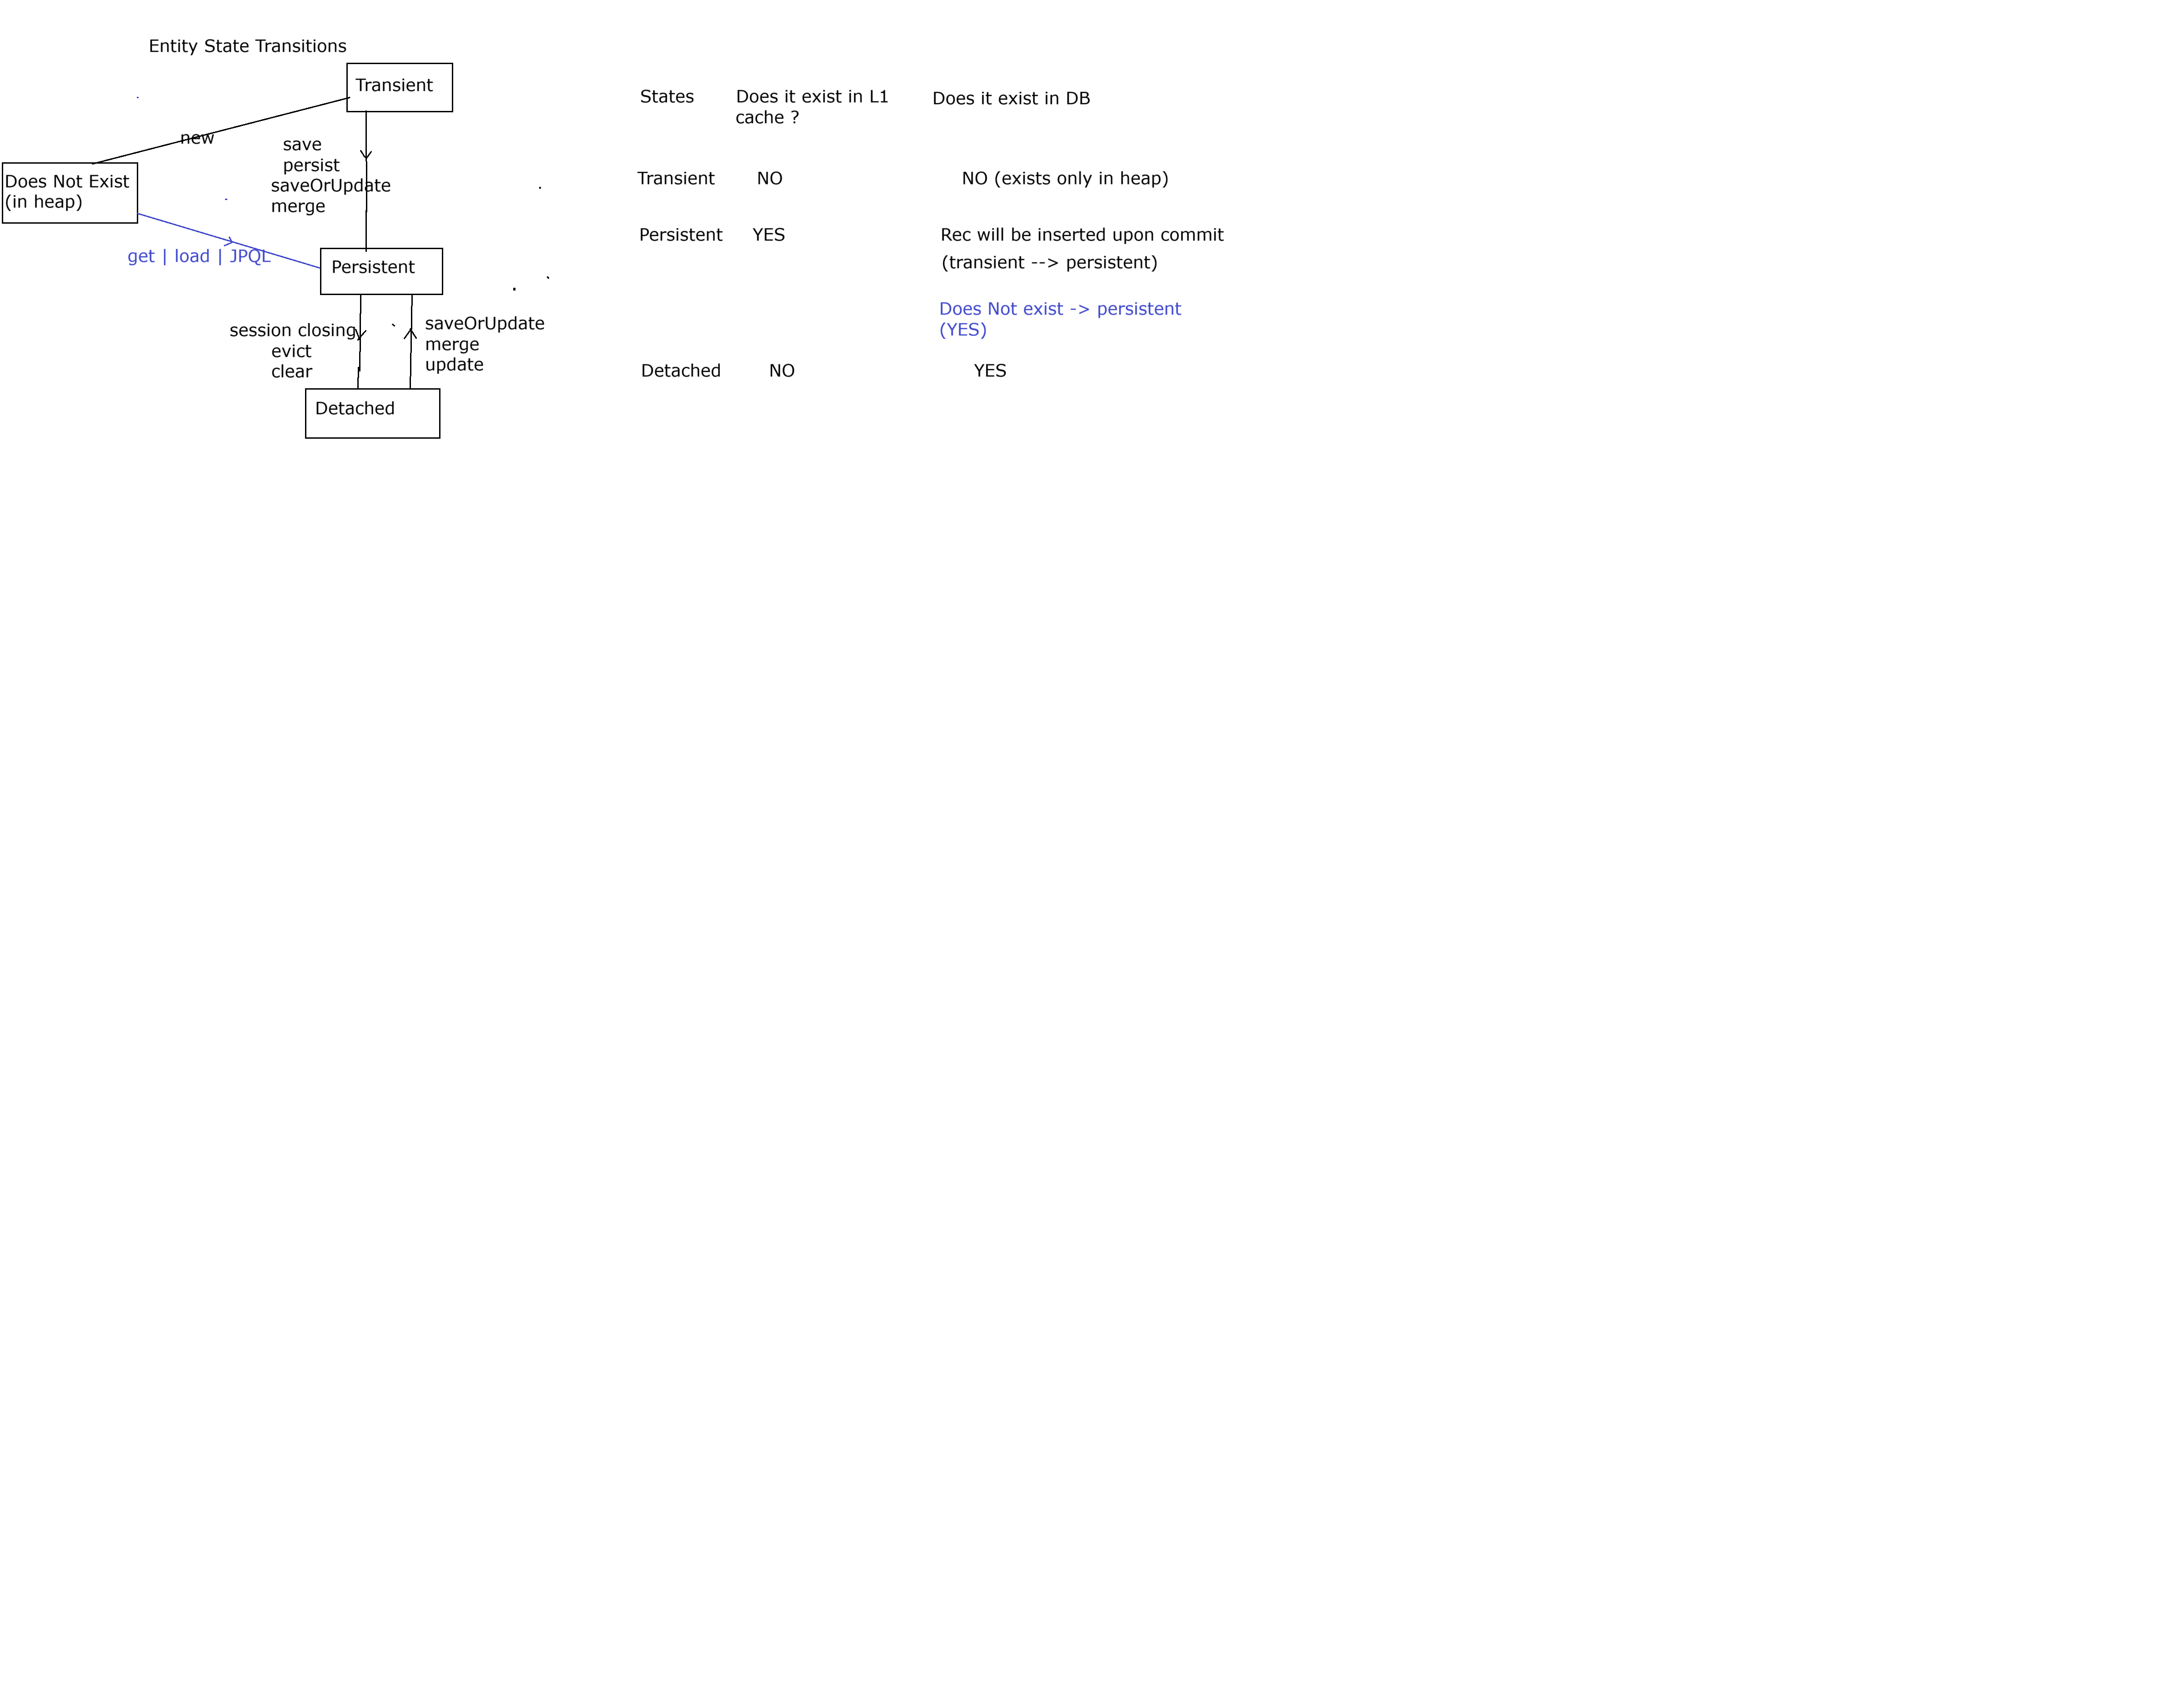 Entity State Transitions
Transient
new
save
persist
saveOrUpdate
merge
Does Not Exist
(in heap)
get | load | JPQL
Persistent
session closing
evict
clear
saveOrUpdate
merge
update
Detached
States Does it exist in L1 Does it exist in DB
cache ?
Transient NO NO (exists only in heap)
Persistent YES Rec will be inserted upon commit
(transient --> persistent)
Does Not exist -> persistent
(YES)
Detached NO YES